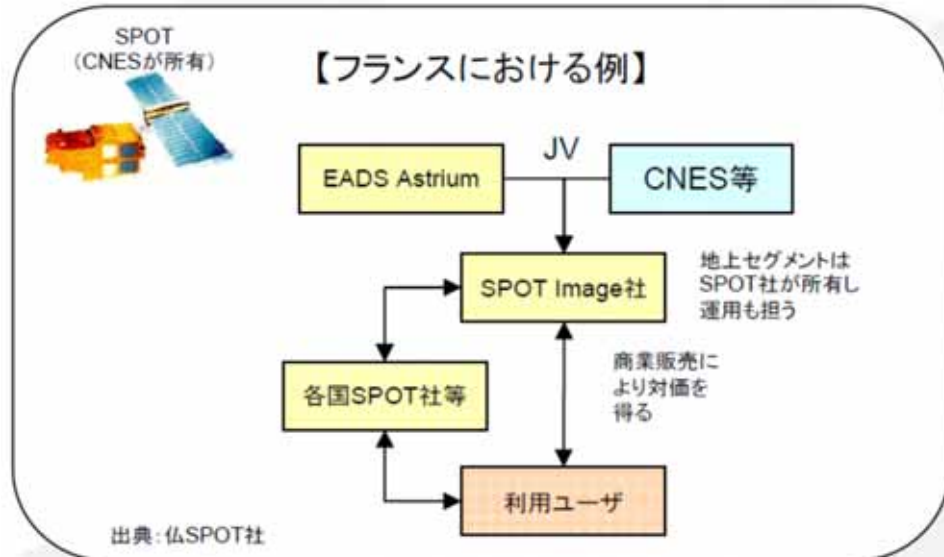 SPOT
(CNESが所有)
【フランスにおける例】
JV
EADS Astrium
CNES等
SPOT Image社
地上セグメントは
SPOT社が所有し
運用も担う
商業販売に
より対価を
得る
各国SPOT社等
利用ユーザ
出典:仏SPOT社